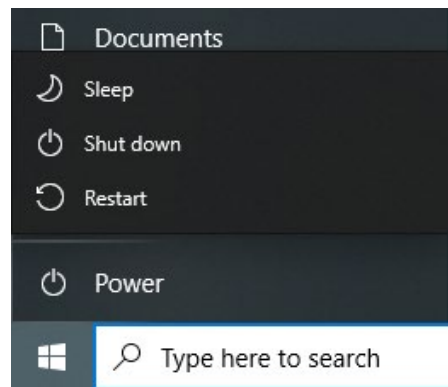 Documents
Sleep
Shut down
Restart
Power
Type here to search